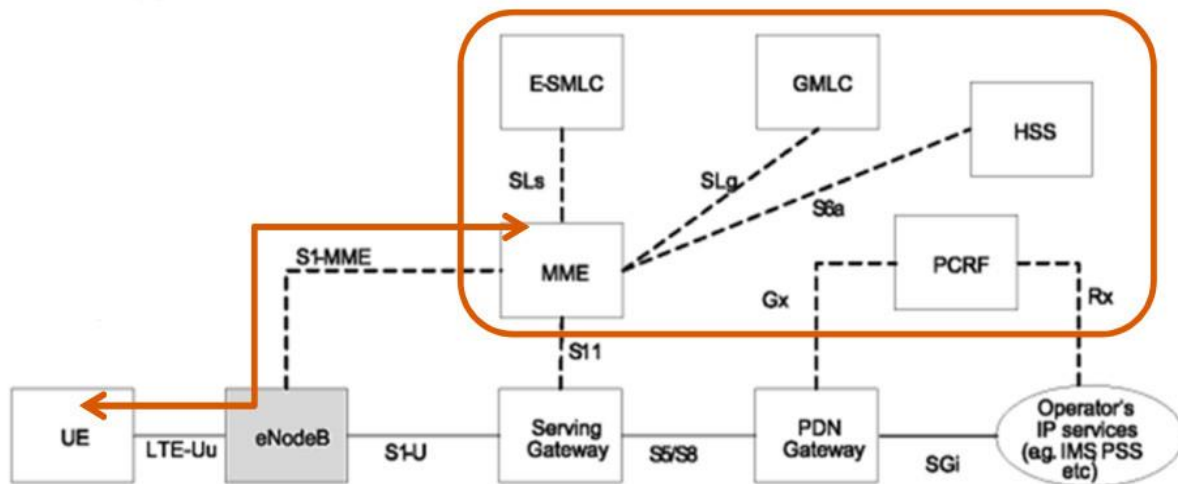 E-SMLC
GMLC
HSS
SLs
SLg
S6a
S1-MME
MME
PCRF
Gx
Rx
S11
UE
LTE-Uu
eNodeB
S1-U
Serving
Gateway
S5/S8
PDN
Gateway
SGi
Operator's
IP services
(e.g. IMS, PSS
etc)